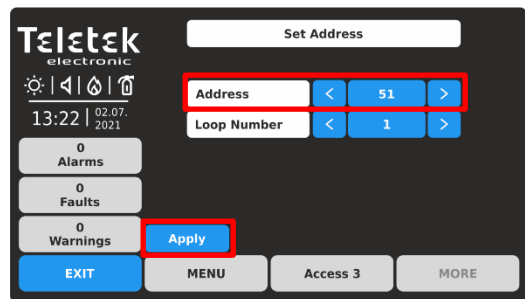 Teletek
electronic
13:22 02.07.
2021
0
Alarms
0
Faults
0
Warnings
EXIT
Set Address
Address < 51 >
Loop Number < 1 >
Apply
MENU
Access 3
MORE